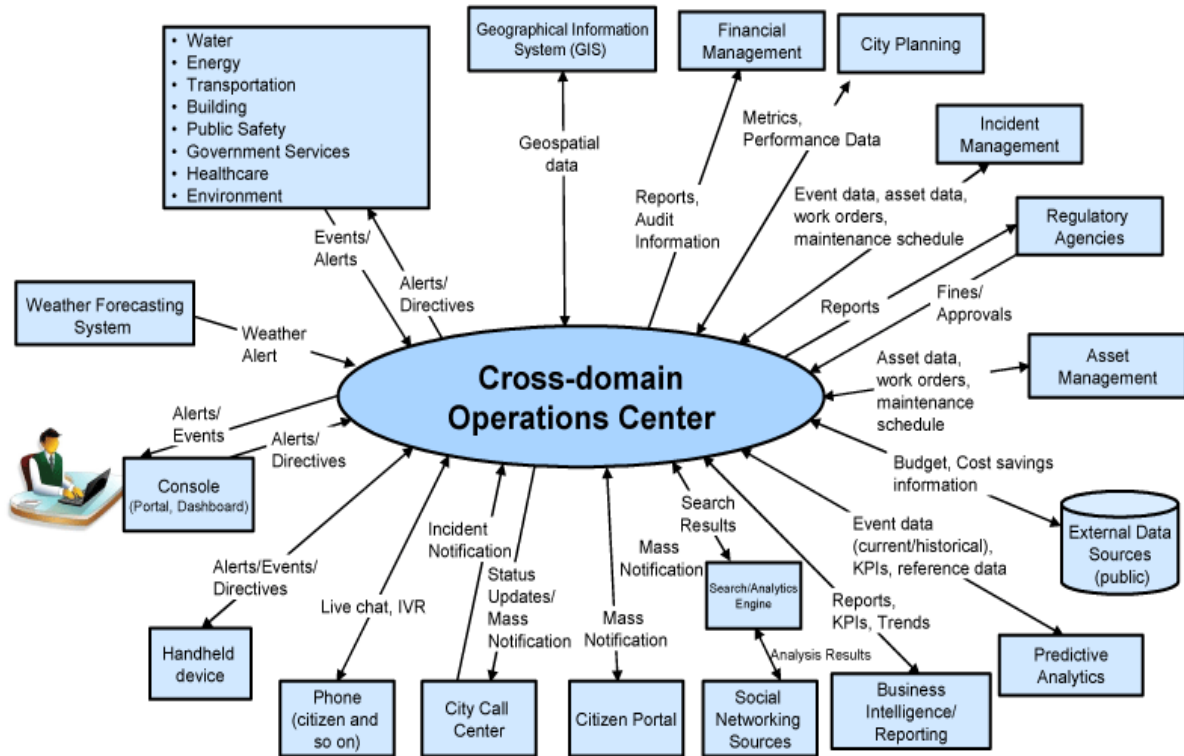 • Water
• Energy
• Transportation
• Building
• Public Safety
• Government Services
• Healthcare
• Environment
Geographical Information
System (GIS)
Financial
Management
City Planning
Incident
Management
Regulatory
Agencies
Asset
Management
External Data
Sources
(public)
Predictive
Analytics
Business
Intelligence/
Reporting
Social
Networking
Sources
Search/Analytics
Engine
Citizen Portal
City Call
Center
Phone
(citizen and
so on)
Handheld
device
Console
(Portal, Dashboard)
Weather Forecasting
System
Cross-domain
Operations Center
Events/
Alerts
Alerts/
Directives
Geospatial
data
Reports,
Audit
Information
Metrics,
Performance Data
Event data, asset data,
work orders,
maintenance schedule
Reports
Fines/
Approvals
Asset data,
work orders,
maintenance
schedule
Budget, Cost savings
information
Event data
(current/historical),
KPIs, reference data
Reports,
KPIs, Trends
Search
Results
Mass
Notification
Analysis Results
Mass
Notification
Status
Updates/
Mass
Notification
Incident
Notification
Live chat, IVR
Alerts/Events/
Directives
Alerts/
Directives
Alerts/
Events
Weather
Alert